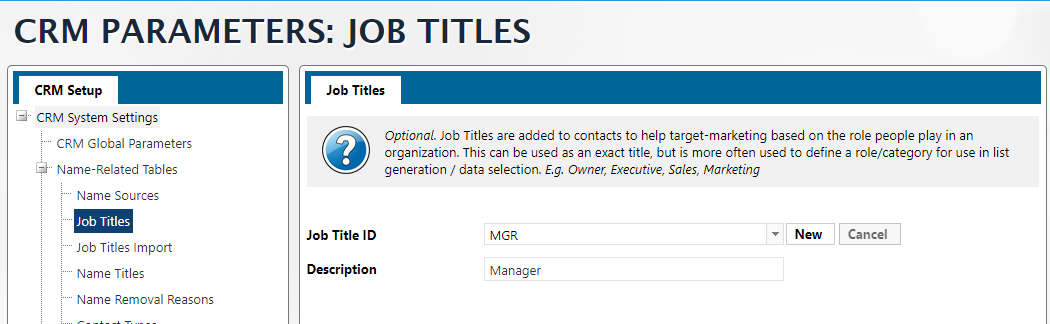 CRM PARAMETERS: JOB TITLES
CRM Setup
CRM System Settings
CRM Global Parameters
Name-Related Tables
Name Sources
Job Titles
Job Titles Import
Name Titles
Name Removal Reasons
Contact Types
Job Titles
Optional. Job Titles are added to contacts to help target-marketing based on the role people play in an
organization. This can be used as an exact title, but is more often used to define a role/category for use in list
generation / data selection. E.g. Owner, Executive, Sales, Marketing
Job Title ID MGR New Cancel
Description Manager